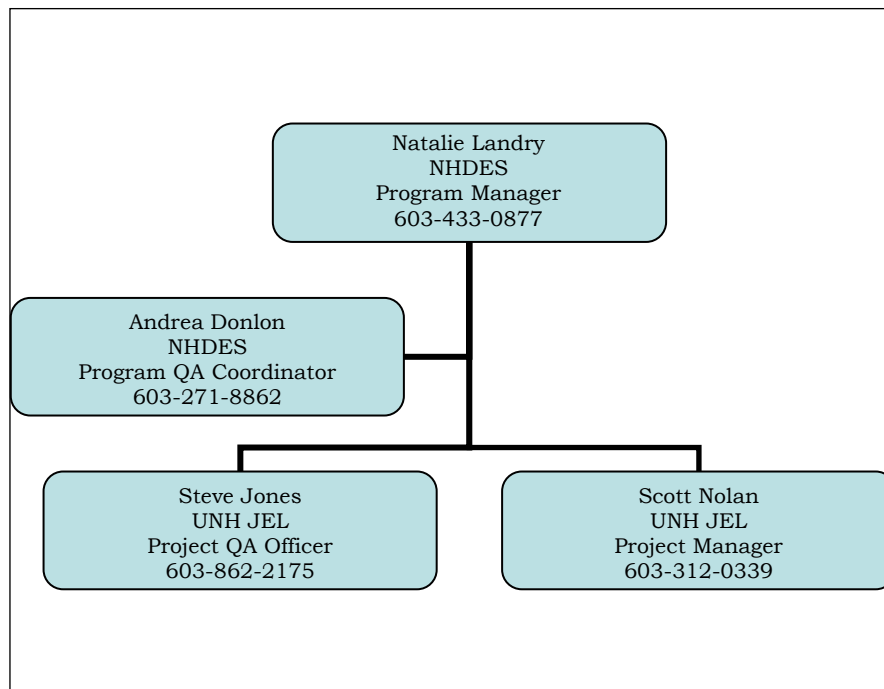 Natalie Landry
NHDES
Program Manager
603-433-0877
Andrea Donlon
NHDES
Program QA Coordinator
603-271-8862
Steve Jones
UNH JEL
Project QA Officer
603-862-2175
Scott Nolan
UNH JEL
Project Manager
603-312-0339